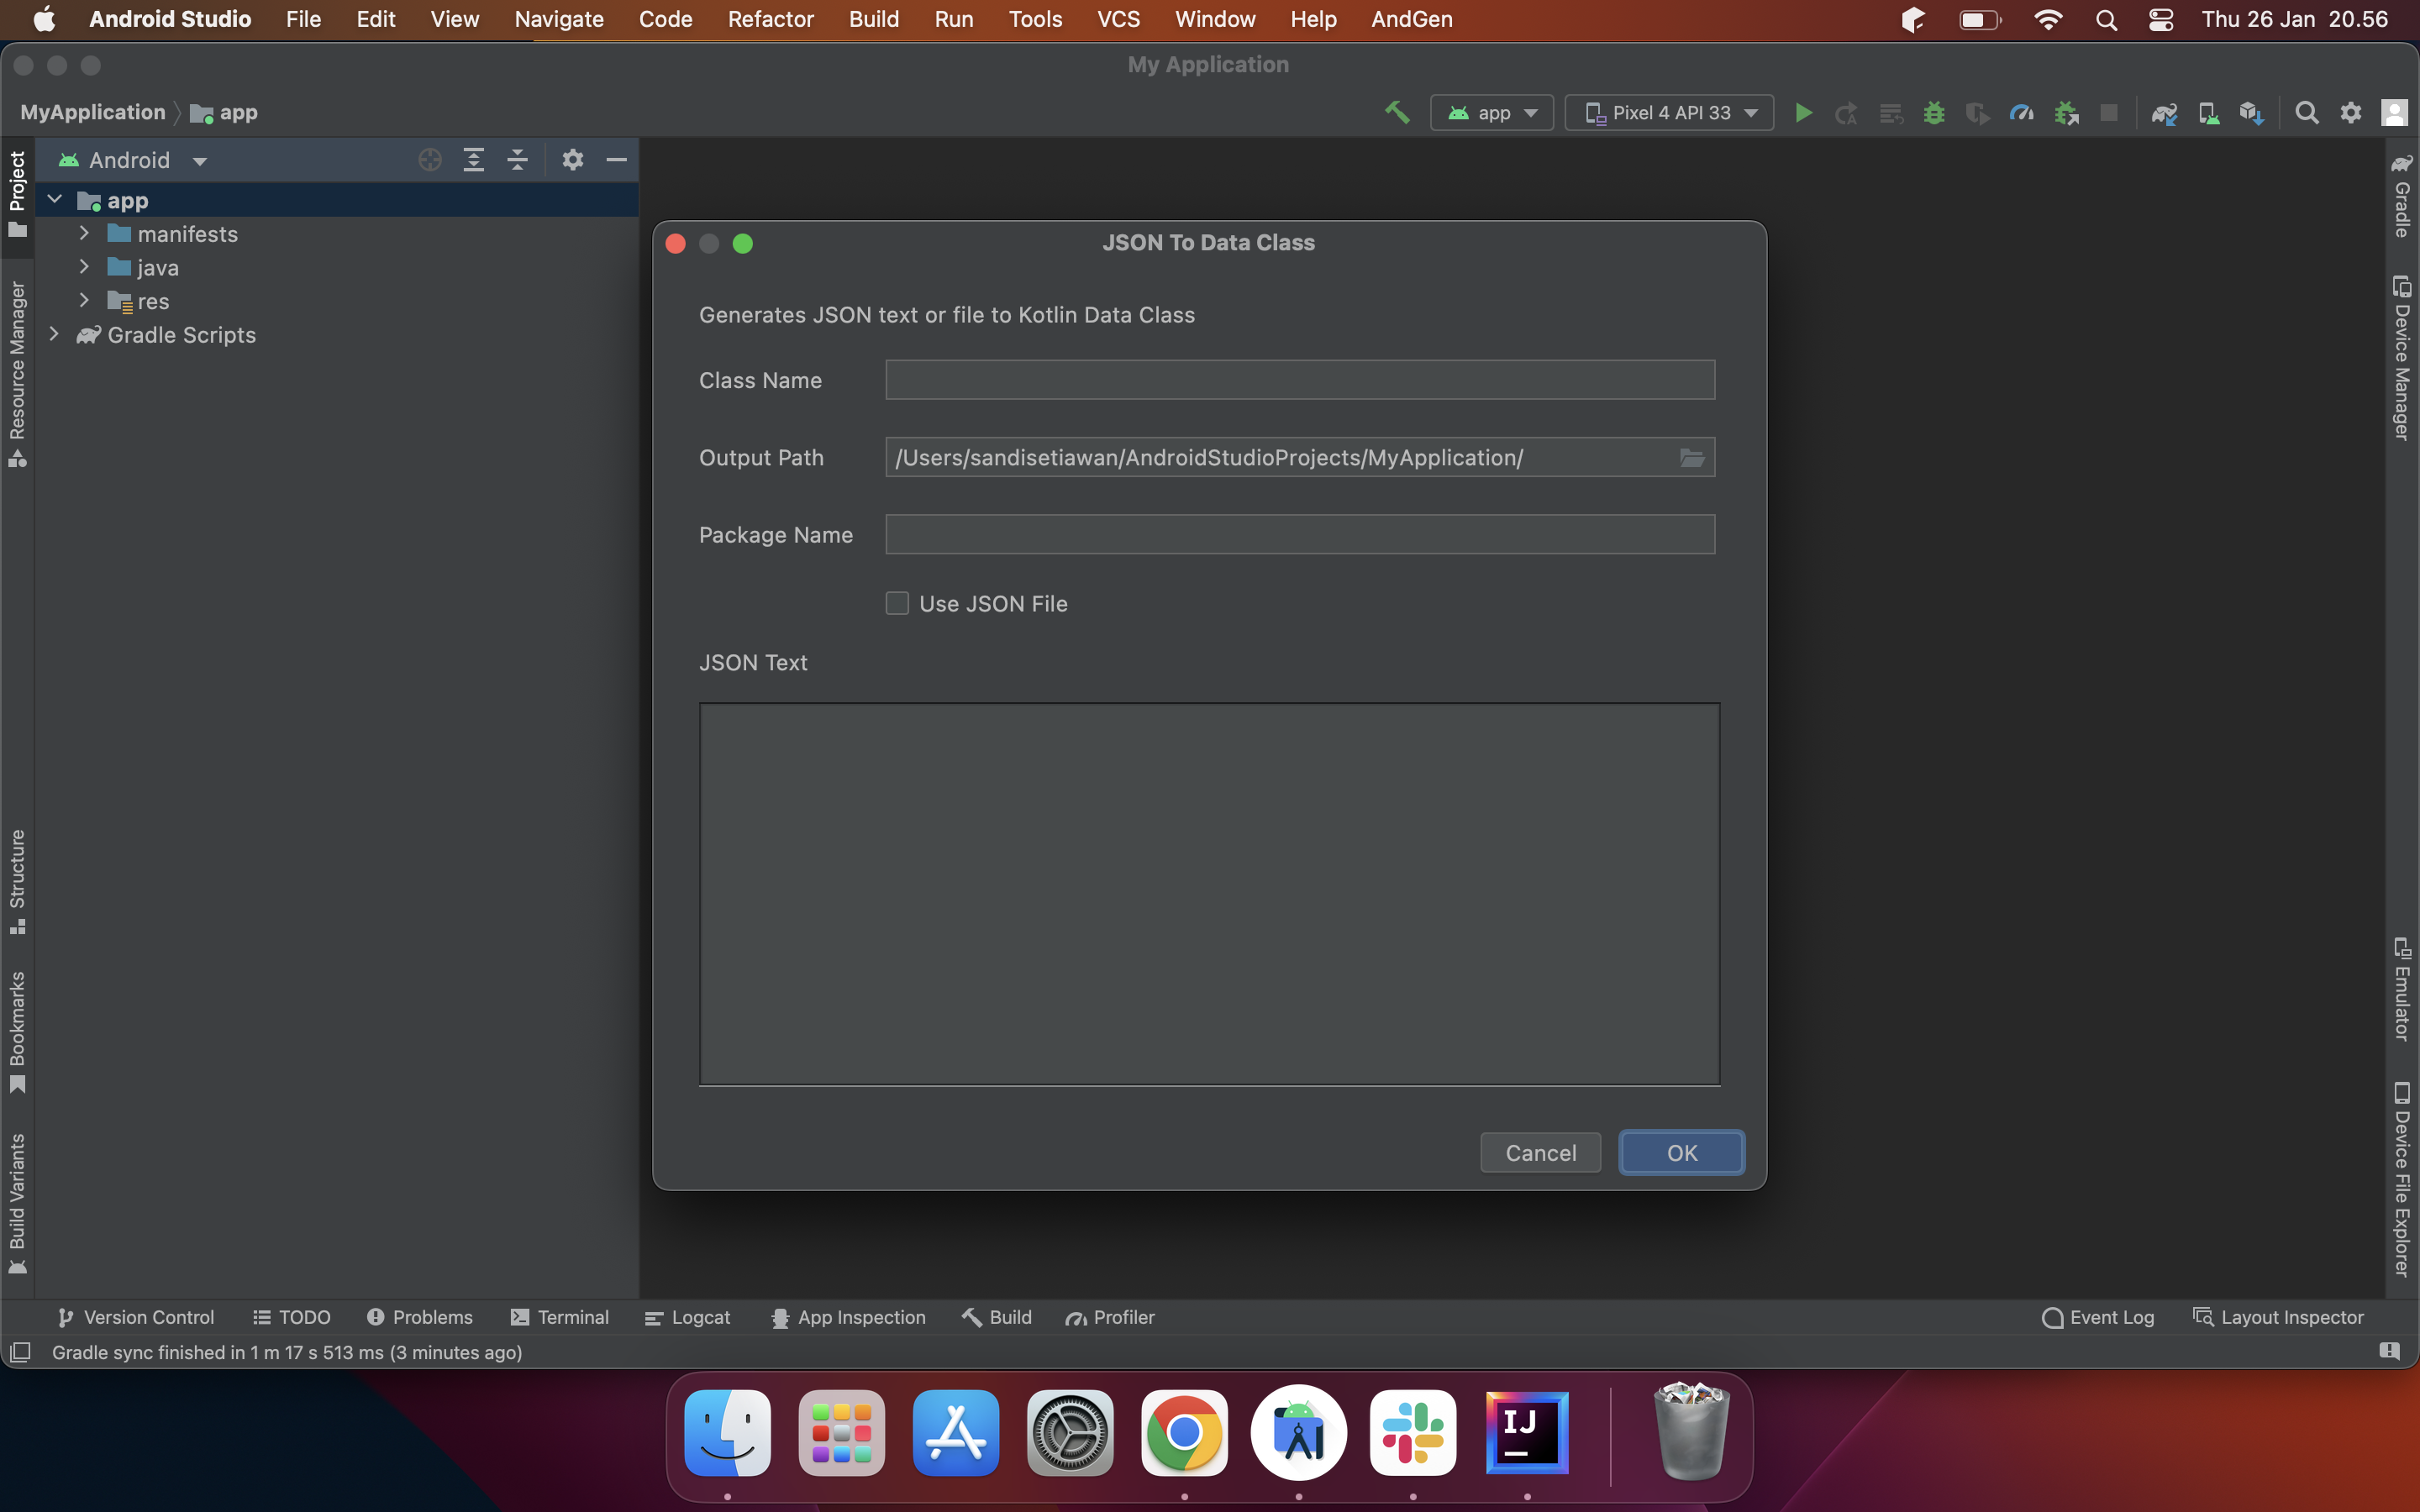 Android Studio File Edit View Navigate Code Refactor Build Run Tools VCS Window Help AndGen Thu 26 Jan 20.56
My Application
MyApplication app
app Pixel 4 API 33
Project
Resource Manager
Structure
Bookmarks
Build Variants
Android
app
manifests
java
res
Gradle Scripts
JSON To Data Class
Generates JSON text or file to Kotlin Data Class
Class Name
Output Path /Users/sandisetiawan/AndroidStudioProjects/MyApplication/
Package Name
Use JSON File
JSON Text
Cancel OK
Gradle
Device Manager
Emulator
Device File Explorer
Version Control TODO Problems Terminal Logcat App Inspection Build Profiler Event Log Layout Inspector
Gradle sync finished in 1 m 17 s 513 ms (3 minutes ago)
IJ